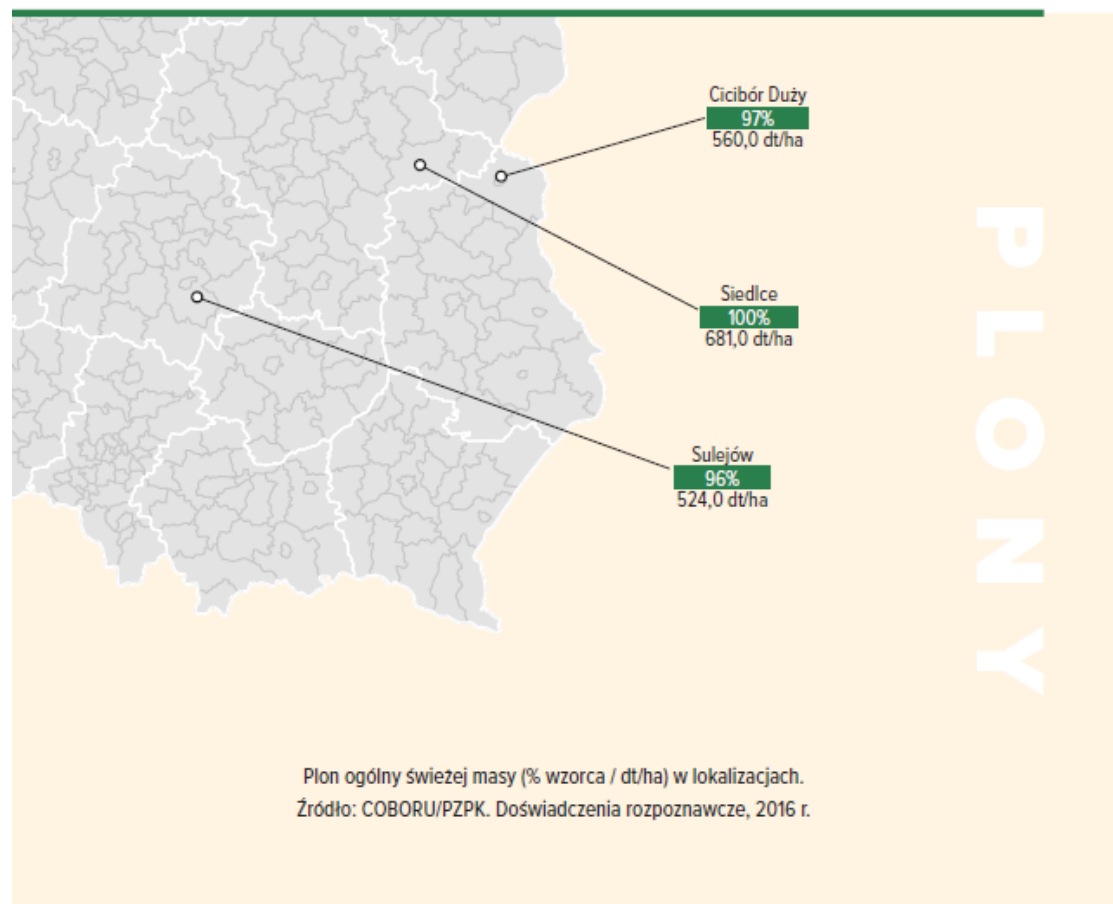 Cicibór Duży
97%
560,0 dt/ha
Siedlce
100%
681,0 dt/ha
Sulejów
96%
524,0 dt/ha
PLONY
Plon ogólny świeżej masy (% wzorca / dt/ha) w lokalizacjach.
Źródło: COBORU/PZPK. Doświadczenia rozpoznawcze, 2016 r.